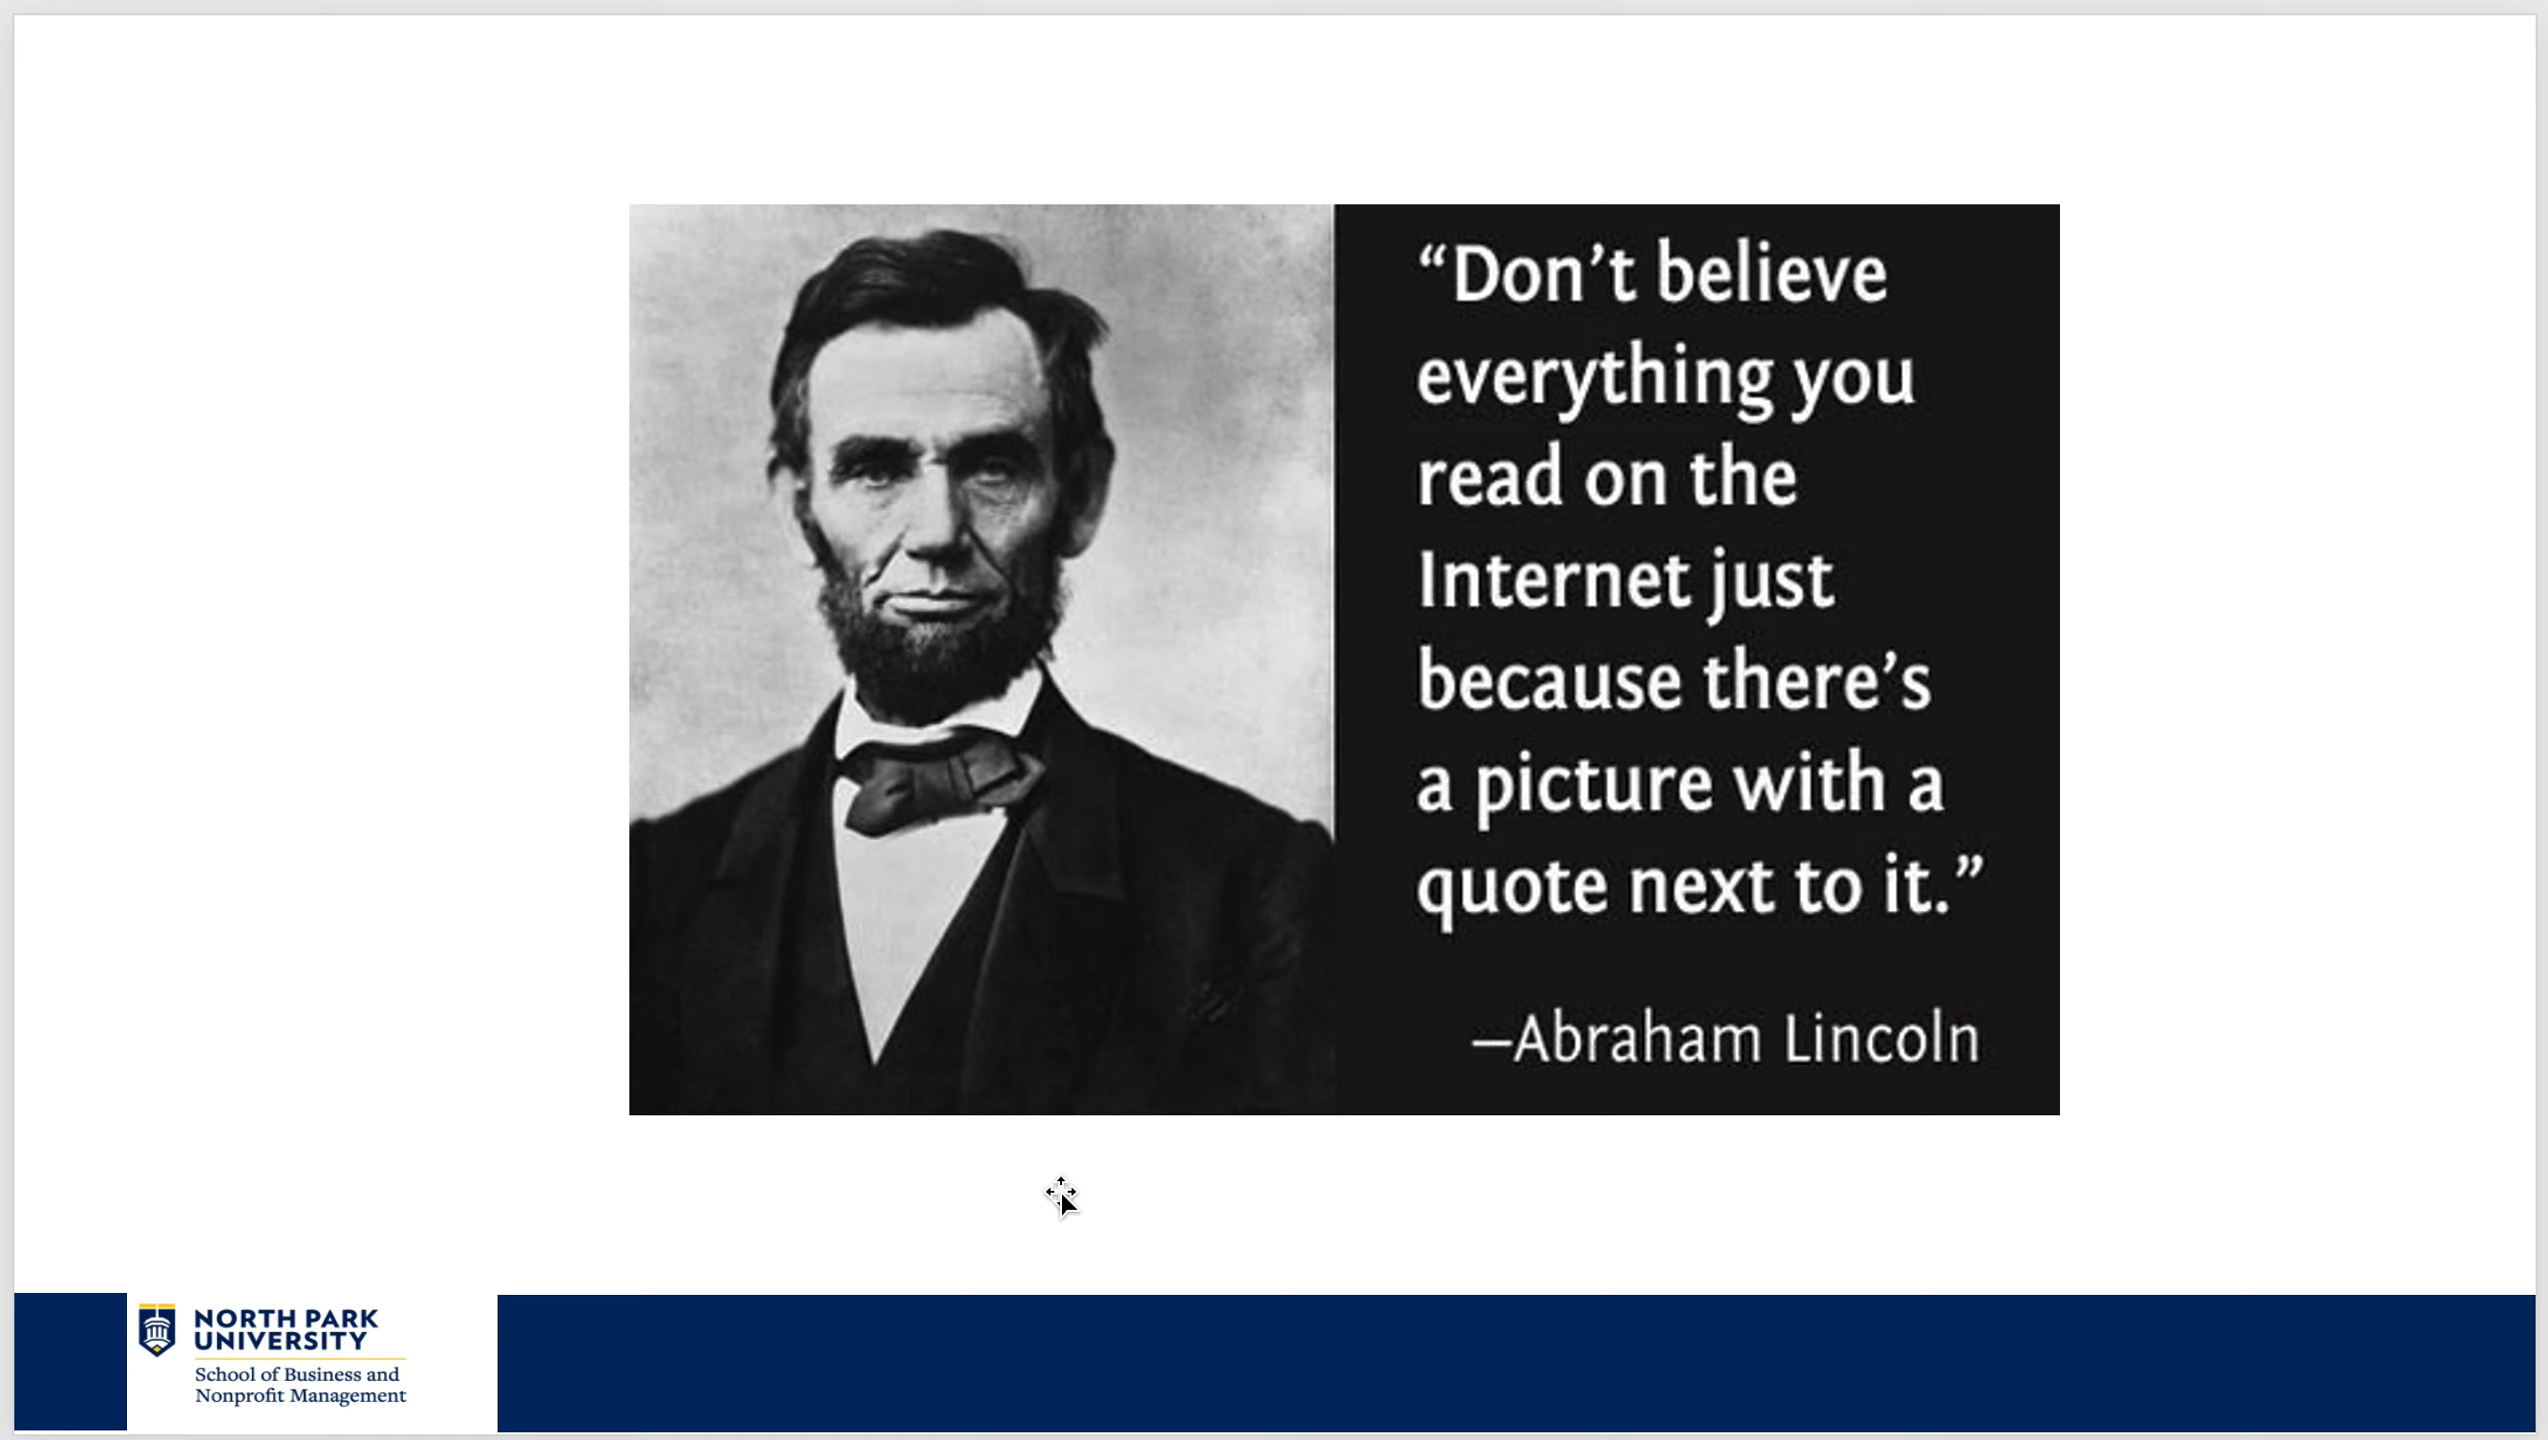 “Don’t believe
everything you
read on the
Internet just
because there’s
a picture with a
quote next to it.”
–Abraham Lincoln
NORTH PARK
UNIVERSITY
School of Business and
Nonprofit Management